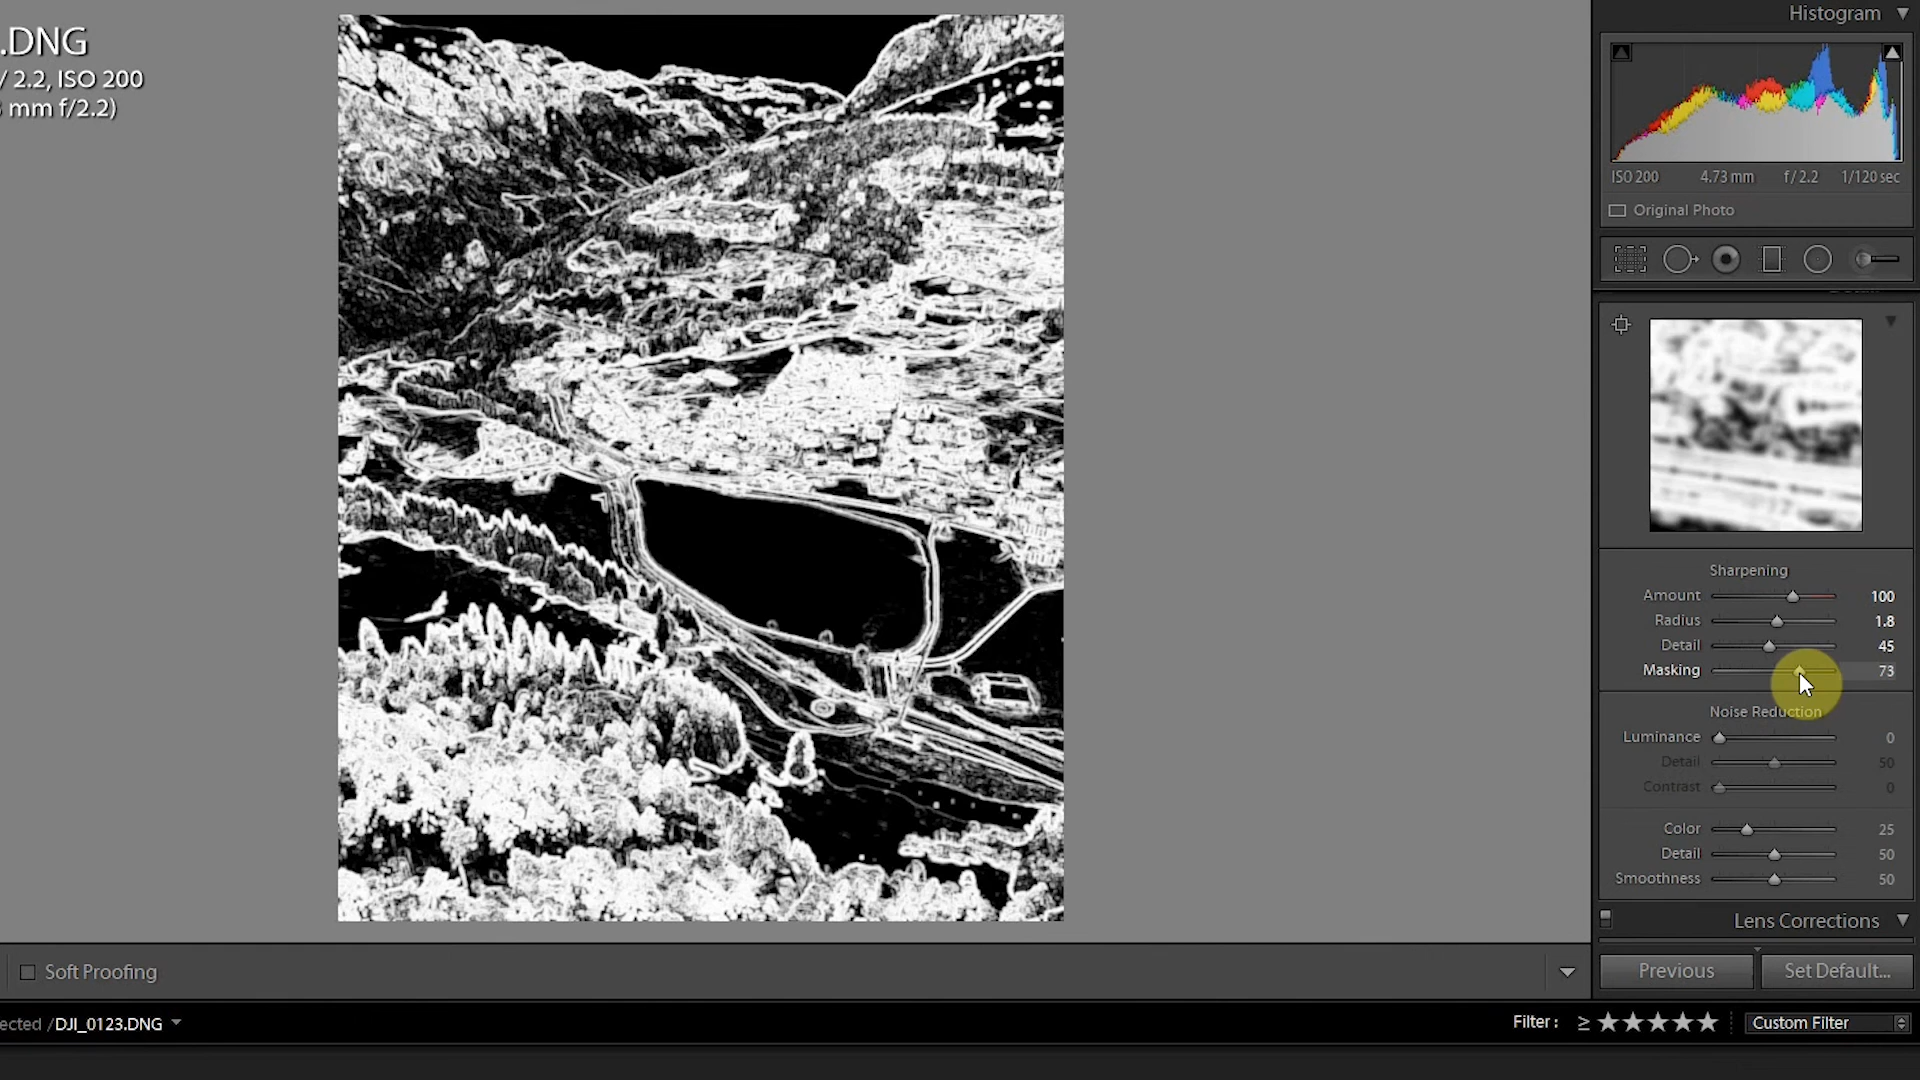 .DNG
/ 2.2, ISO 200
mm f/2.2)
Histogram
ISO 200 4.73 mm f/2.2 1/120 sec
Original Photo
Sharpening
Amount 100
Radius 1.8
Detail 45
Masking 73
Noise Reduction
Luminance 0
Detail 50
Contrast 0
Color 25
Detail 50
Smoothness 50
Lens Corrections
Previous Set Default...
Soft Proofing
ected /DJI_0123.DNG
Filter : ≥ ★★★★★ Custom Filter